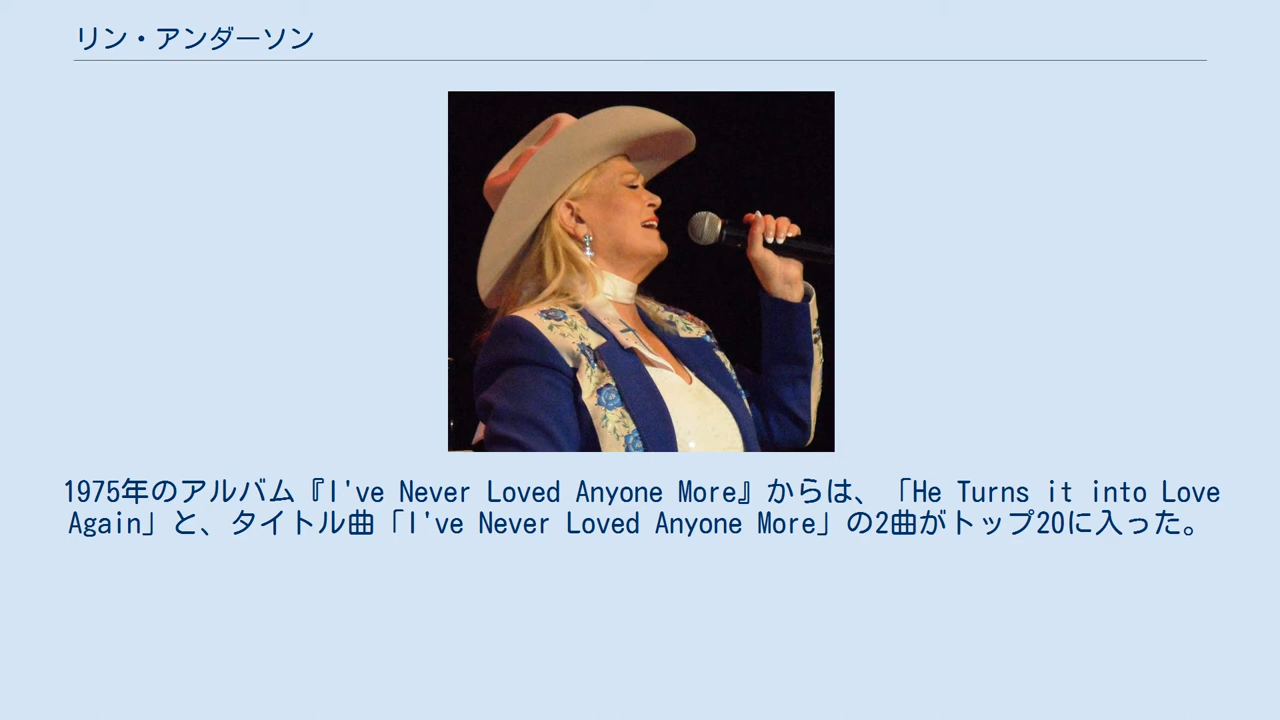 リン・アンダーソン
1975年のアルバム『I've Never Loved Anyone More』からは、「He Turns it into Love
Again」と、タイトル曲「I've Never Loved Anyone More」の2曲がトップ20に入った。